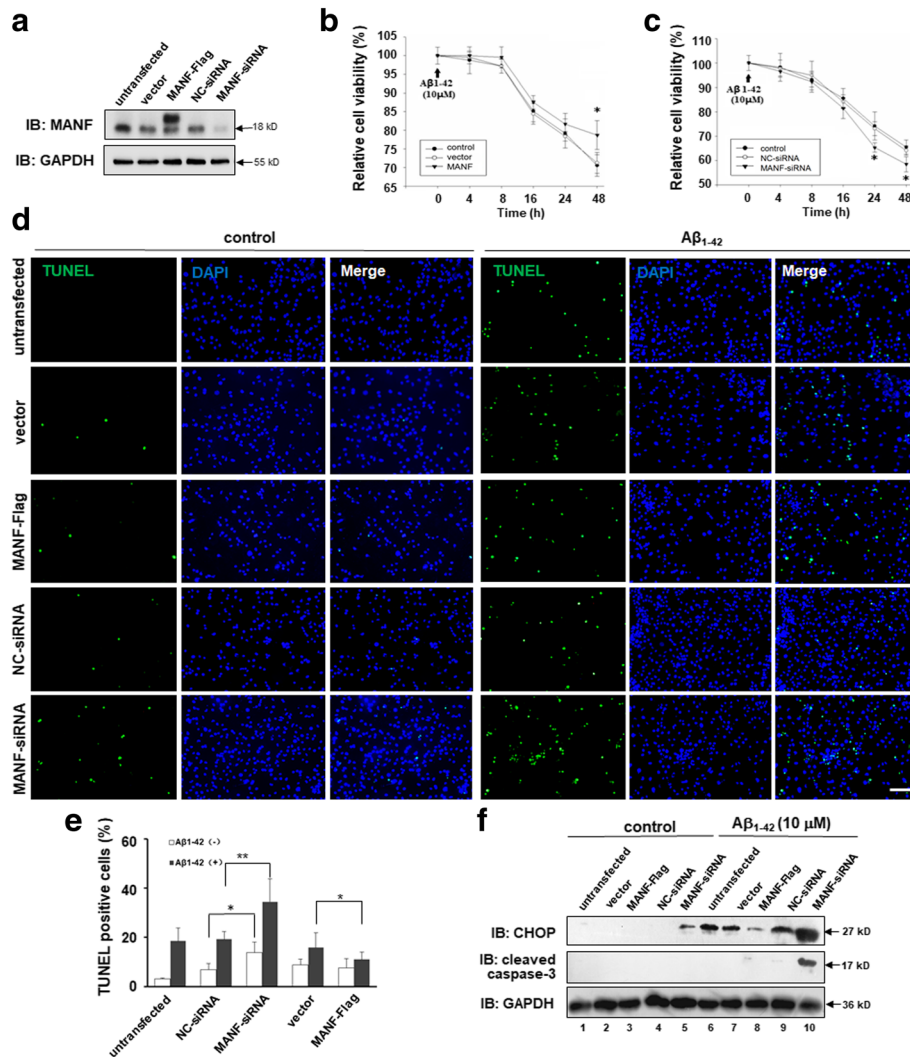 a
untransfected
vector
MANF-Flag
NC-siRNA
MANF-siRNA
IB: MANF
18 kD
IB: GAPDH
55 kD
b
Relative cell viability (%)
105
100
95
90
85
80
75
70
65
Aβ1-42
(10μM)
*
control
vector
MANF
0 4 8 16 24 48
Time (h)
c
Relative cell viability (%)
110
100
90
80
70
60
50
Aβ 1-42
(10μM)
* *
control
NC-siRNA
MANF-siRNA
0 4 8 16 24 48
Time (h)
d
control
Aβ1-42
TUNEL DAPI Merge TUNEL DAPI Merge
untransfected
vector
MANF-Flag
NC-siRNA
MANF-siRNA
e
TUNEL positive cells (%)
60
40
20
0
Aβ1-42 (-)
Aβ1-42 (+)
*
**
*
untransfected
NC-siRNA
MANF-siRNA
vector
MANF-Flag
f
control
Aβ1-42 (10 μM)
untransfected
vector
MANF-Flag
NC-siRNA
MANF-siRNA
untransfected
vector
MANF-Flag
NC-siRNA
MANF-siRNA
IB: CHOP
27 kD
IB: cleaved
caspase-3
17 kD
IB: GAPDH
36 kD
1 2 3 4 5 6 7 8 9 10